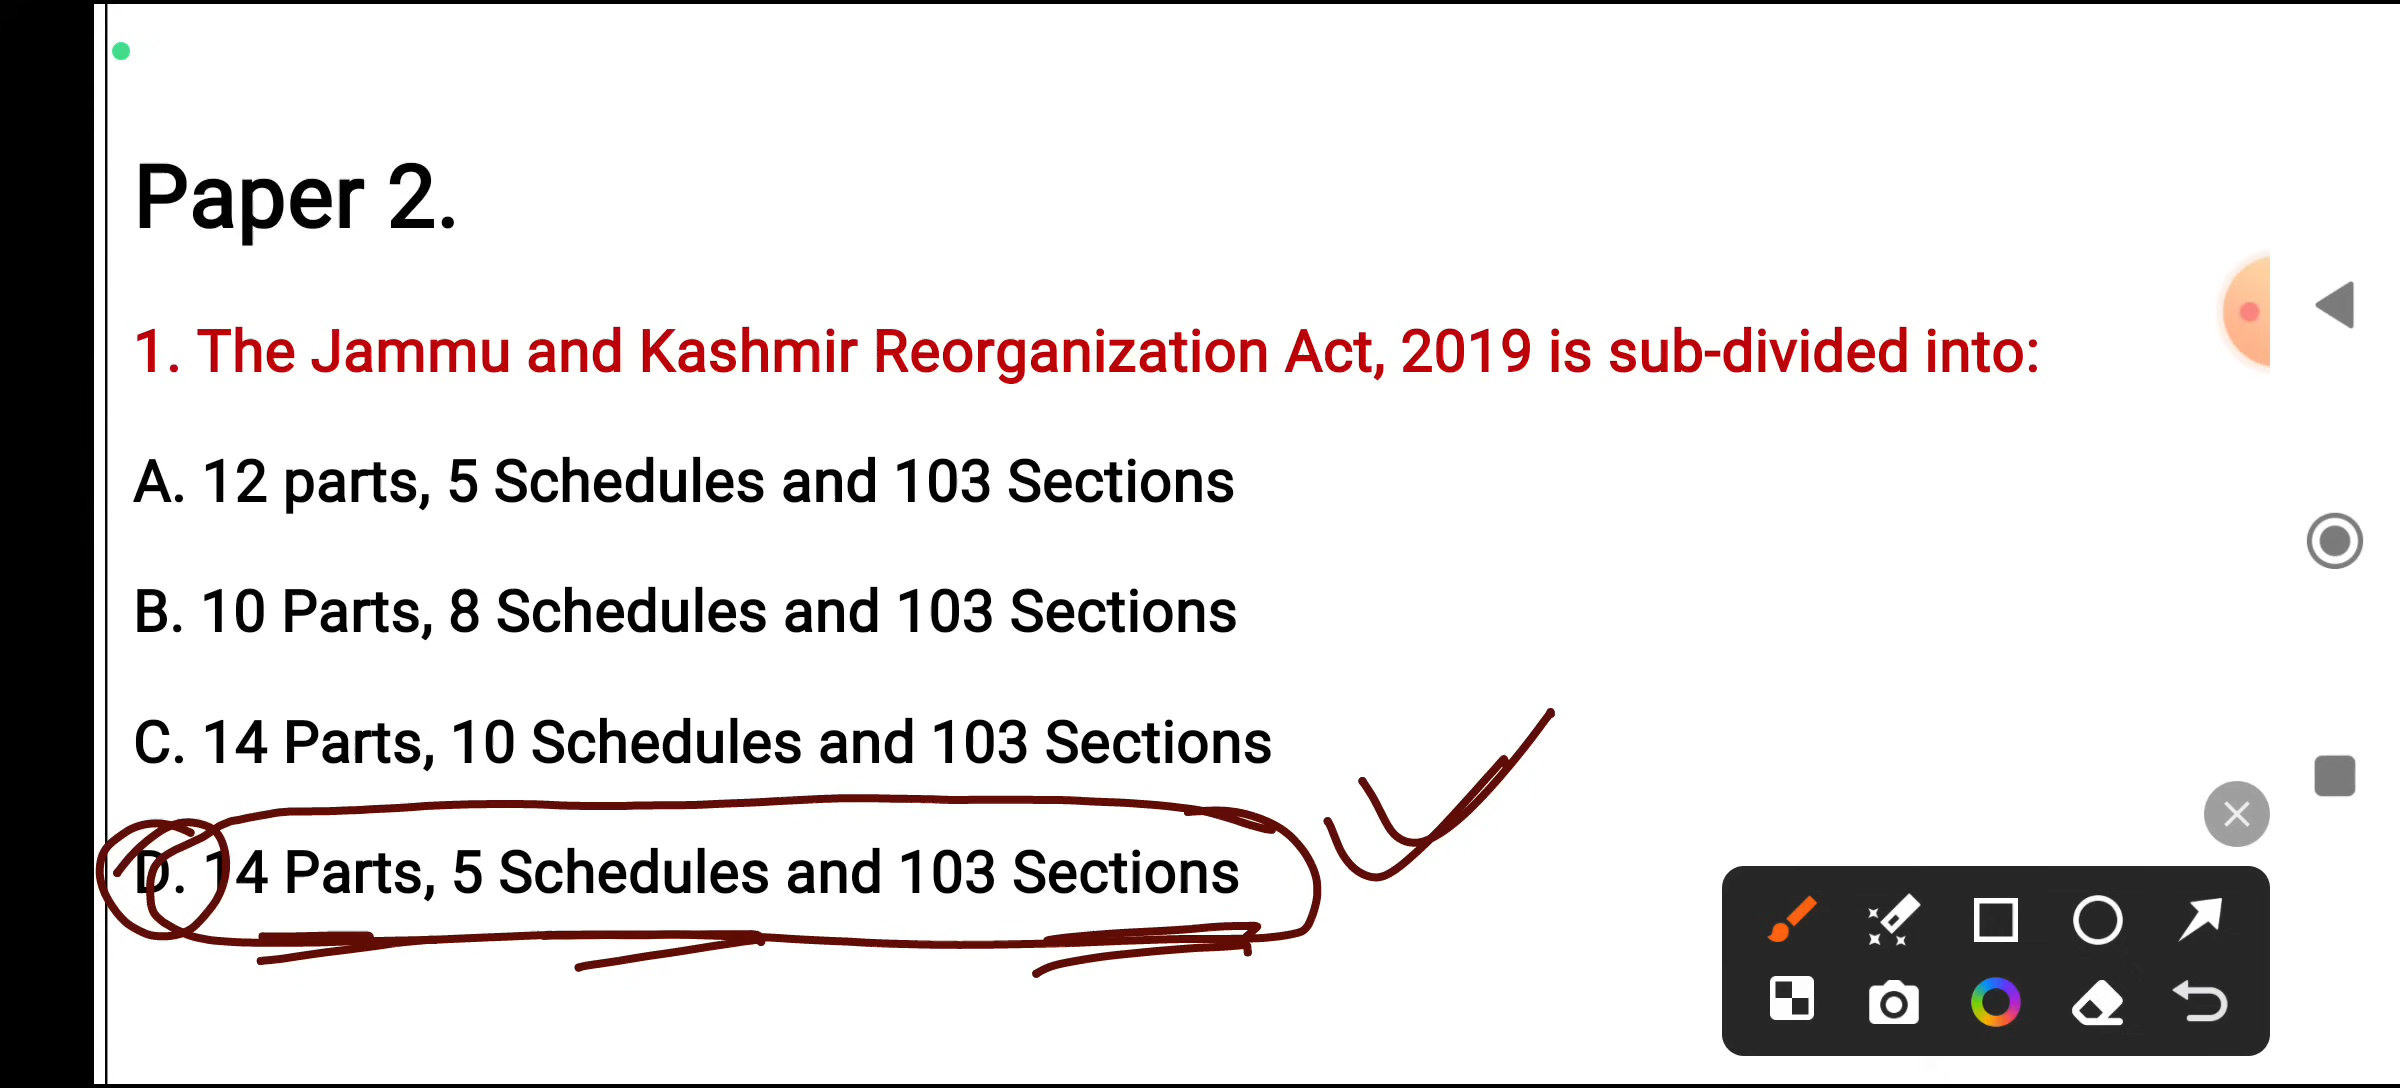 Paper 2.
1. The Jammu and Kashmir Reorganization Act, 2019 is sub-divided into:
A. 12 parts, 5 Schedules and 103 Sections
B. 10 Parts, 8 Schedules and 103 Sections
C. 14 Parts, 10 Schedules and 103 Sections
D. 14 Parts, 5 Schedules and 103 Sections